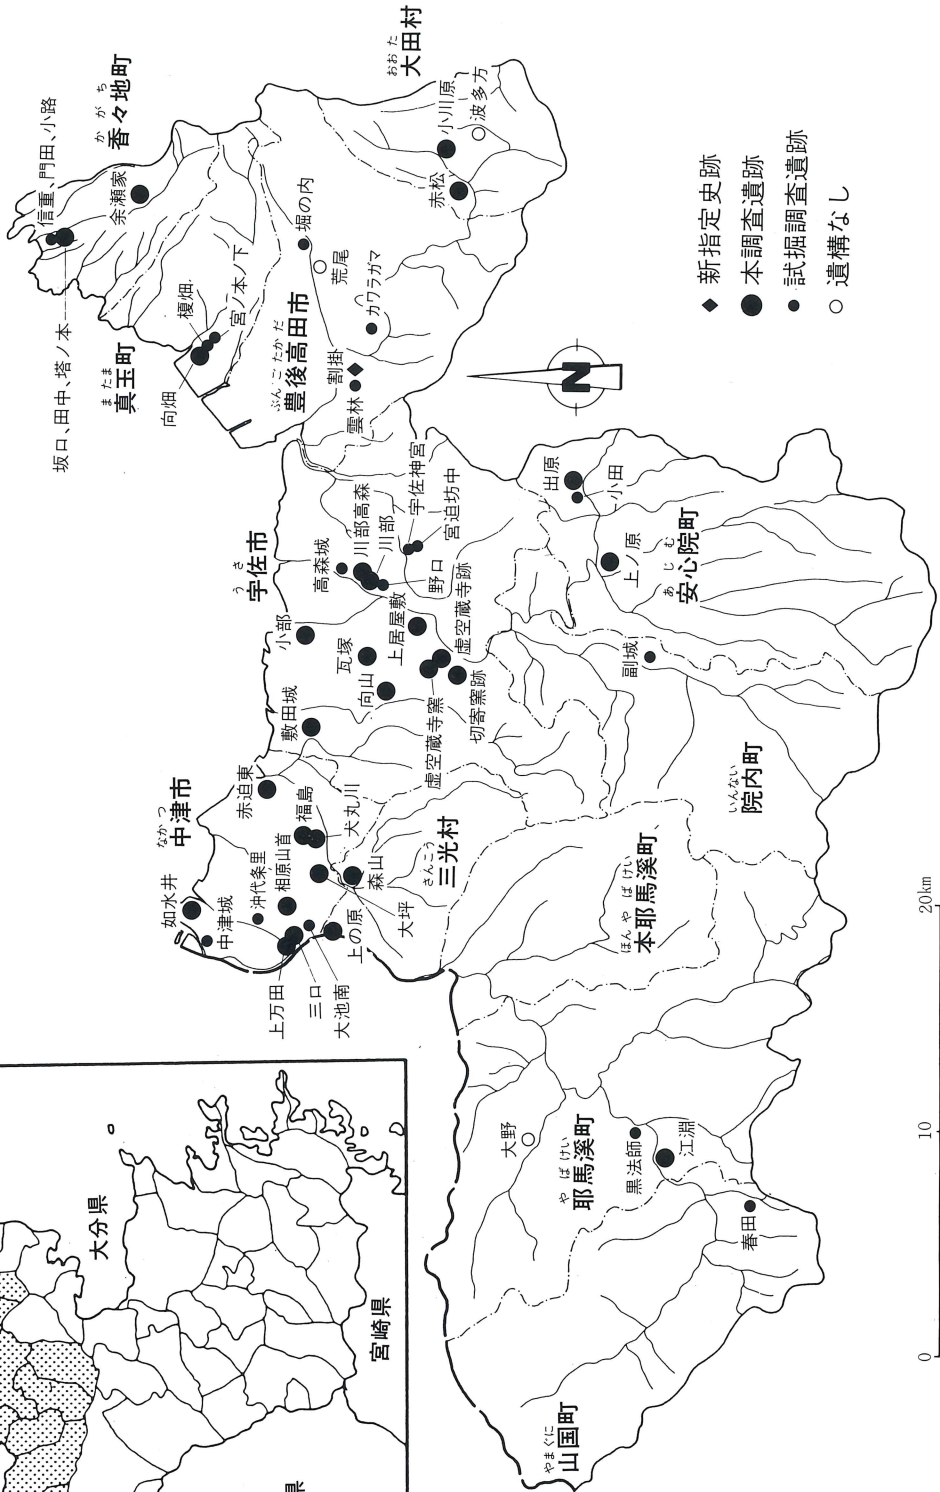 坂口、田中、塔ノ本
信重、門田、小路
かがち
香々地町
余瀬家
またま
真玉町
向畑
榎畑
宮ノ本ノ下
堀の内
荒尾
ぶんごたかだ
豊後高田市
カワラガマ
割掛
雲林
おおた
大田村
小川原
波多方
赤松
うさ
宇佐市
高森城
川部高森
川部
宇佐神宮
宮迫坊中
野口
小部
瓦塚
上居屋敷
向山
虚空蔵寺跡
虚空蔵寺窯
切寄窯跡
敷田城
赤迫東
なかつ
中津市
如水井
中津城
沖代条里
相原山首
福島
犬丸川
森山
大坪
上の原
上万田
三口
大池南
さんこう
三光村
出原
小田
上ノ原
あじむ
安心院町
副城
いんない
院内町
ほんやばけい
本耶馬溪町
大野
やばけい
耶馬溪町
黒法師
江淵
春田
やまぐに
山国町
◆新指定史跡
●本調査遺跡
●試掘調査遺跡
○遺構なし
N
0
10
20km
大分県
宮崎県
県